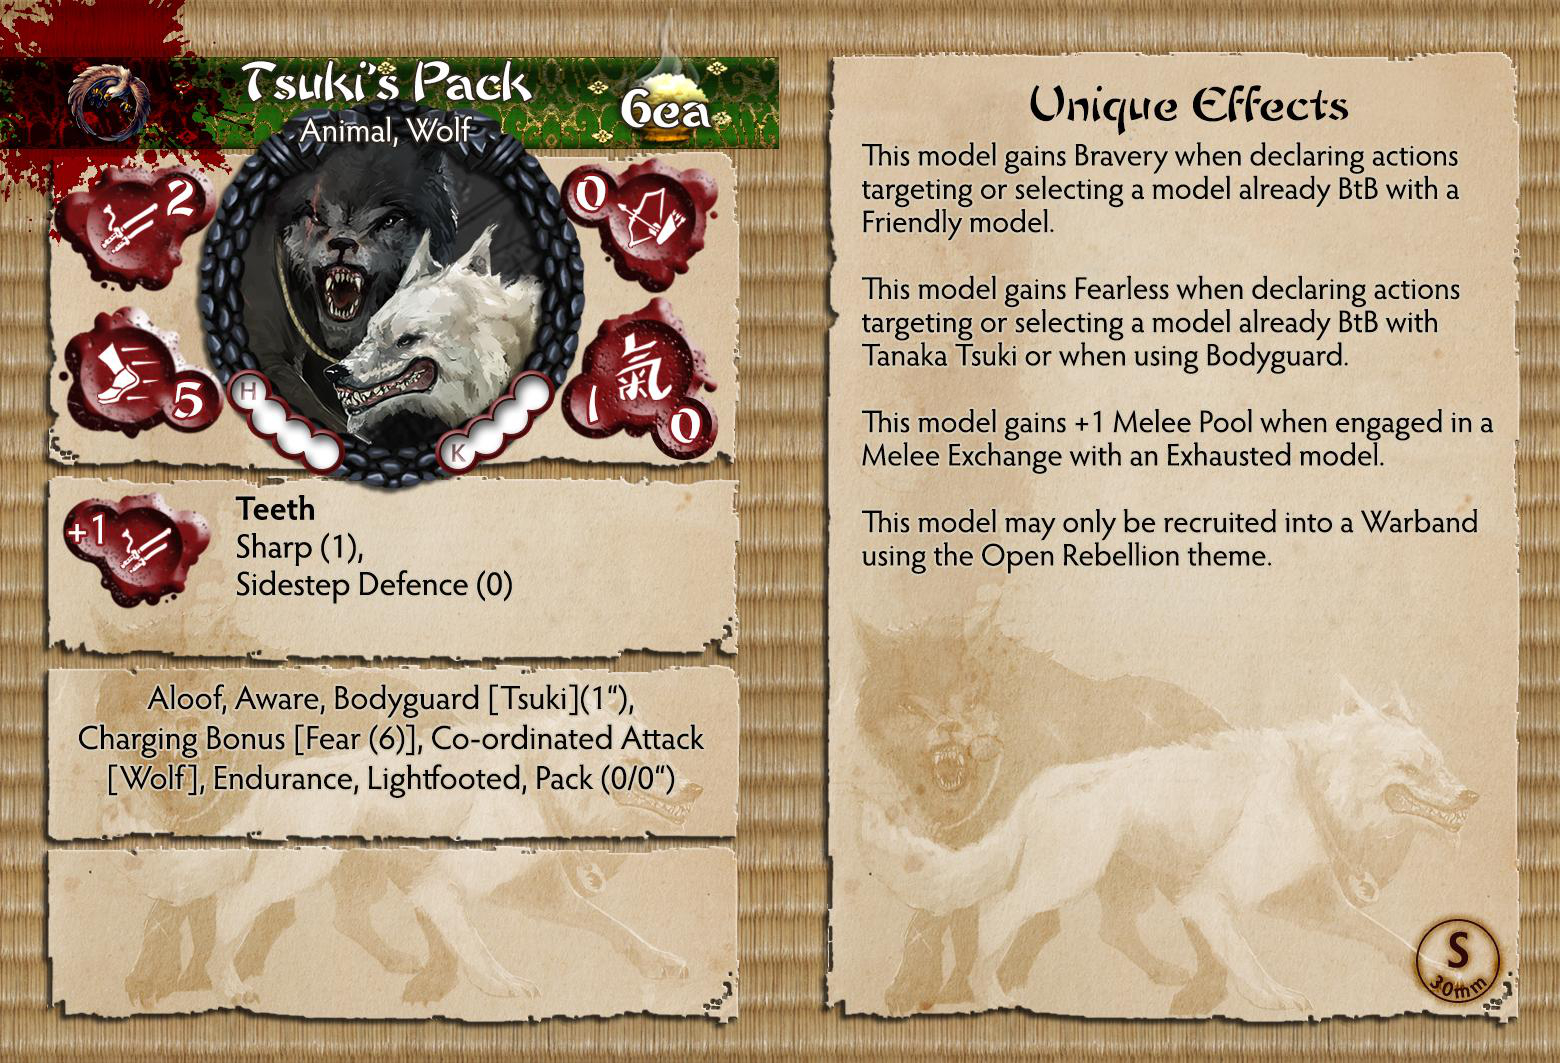 Tsuki's Pack
6ea
Animal, Wolf
2
0
5
氣
1
0
H
K
+1
Teeth
Sharp (1),
Sidestep Defence (0)
Aloof, Aware, Bodyguard [Tsuki](1“),
Charging Bonus [Fear (6)], Co-ordinated Attack
[Wolf], Endurance, Lightfooted, Pack (0/0“)
Unique Effects
This model gains Bravery when declaring actions
targeting or selecting a model already BtB with a
Friendly model.
This model gains Fearless when declaring actions
targeting or selecting a model already BtB with
Tanaka Tsuki or when using Bodyguard.
This model gains +1 Melee Pool when engaged in a
Melee Exchange with an Exhausted model.
This model may only be recruited into a Warband
using the Open Rebellion theme.
S
30mm